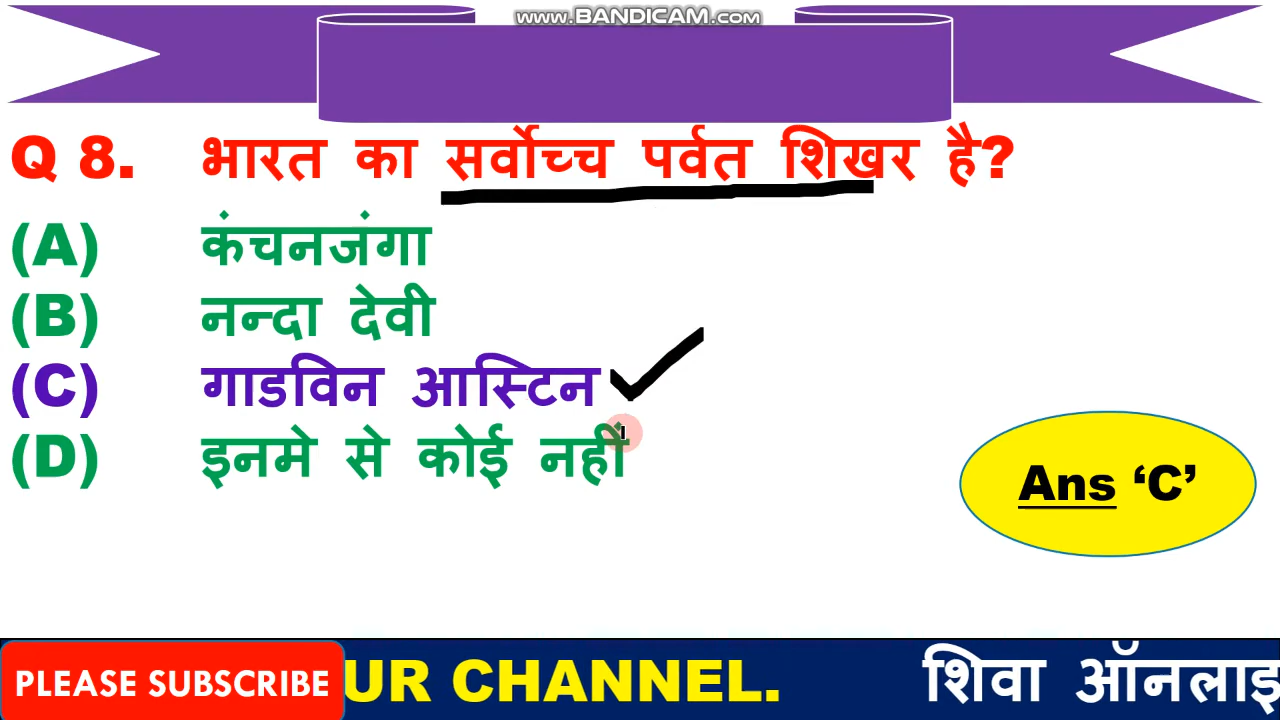 www.BANDICAM.com
Q 8. भारत का सर्वोच्च पर्वत शिखर है?
(A) कंचनजंगा
(B) नन्दा देवी
(C) गाडविन आस्टिन
(D) इनमे से कोई नहीं
Ans ‘C’
PLEASE SUBSCRIBE UR CHANNEL. शिवा ऑनलाइ